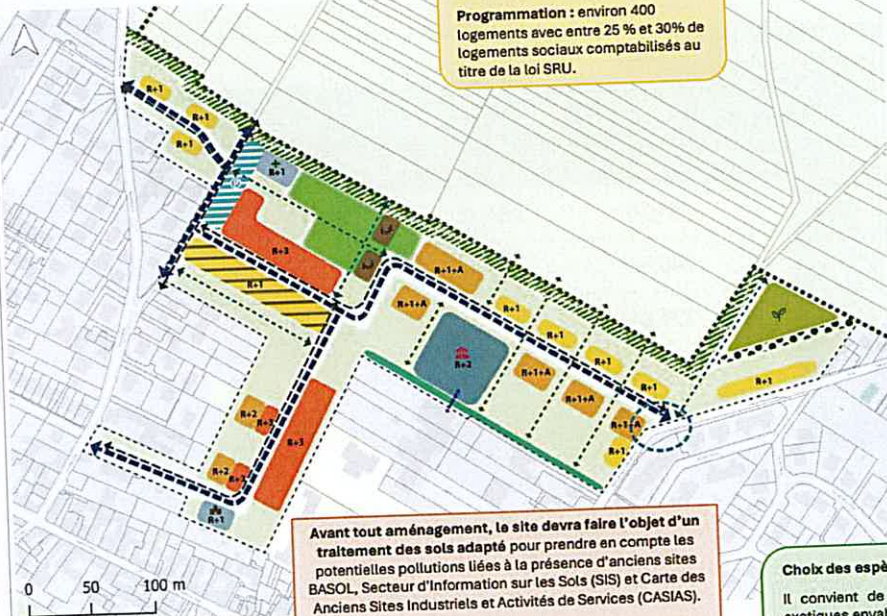 Programmation : environ 400
logements avec entre 25 % et 30% de
logements sociaux comptabilisés au
titre de la loi SRU.
R+1
R+1
R+1
R+1
R+3
R+1
R+1+A
R+1+A
R+1
R+1
R+1
R+1
R+2
R+1+A
R+1+A
R+1+A
R+1
R+1
R+2
R+3
R+3
R+2
R+1
Avant tout aménagement, le site devra faire l'objet d'un
traitement des sols adapté pour prendre en compte les
potentielles pollutions liées à la présence d'anciens sites
BASOL, Secteur d'Information sur les Sols (SIS) et Carte des
Anciens Sites Industriels et Activités de Services (CASIAS).
Choix des espè
Il convient de
0 50 100 m